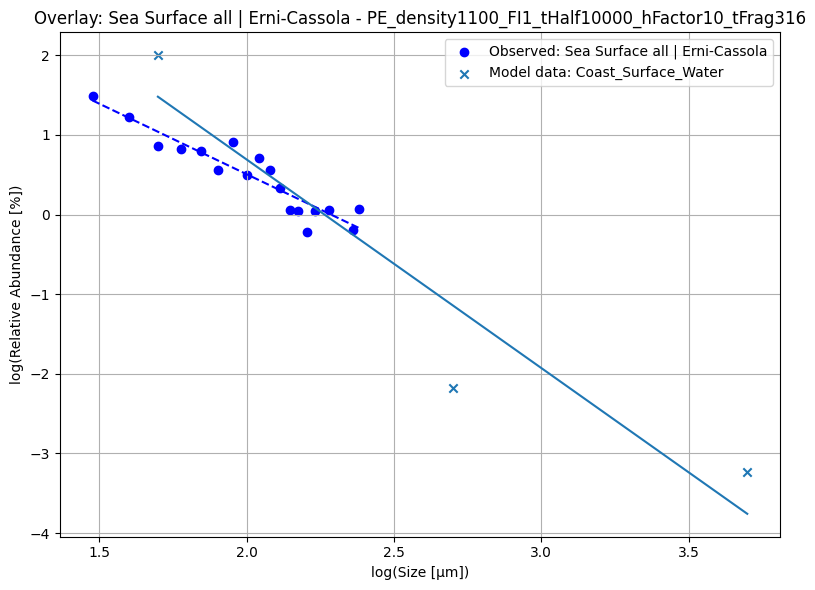 Overlay: Sea Surface all | Erni-Cassola - PE_density1100_FI1_tHalf10000_hFactor10_tFrag316
Observed: Sea Surface all | Erni-Cassola
Model data: Coast_Surface_Water
log(Relative Abundance [%])
2
1
0
−1
−2
−3
−4
1.5
2.0
2.5
3.0
3.5
log(Size [μm])